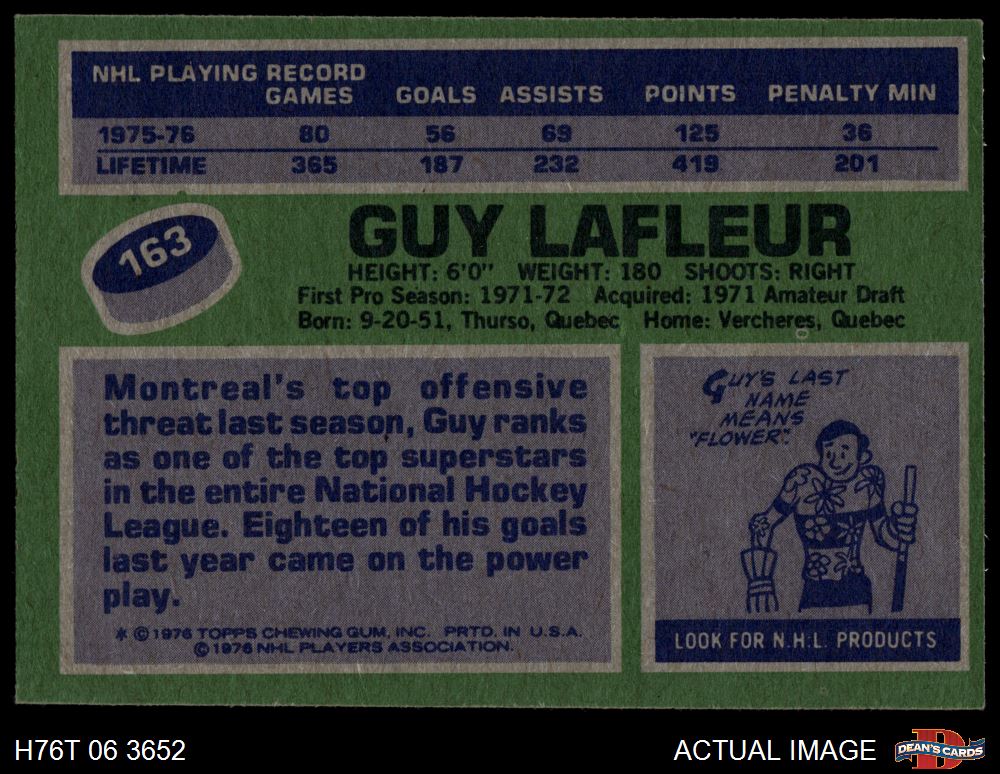 NHL PLAYING RECORD
GAMES GOALS ASSISTS POINTS PENALTY MIN
1975-76 80 56 69 125 36
LIFETIME 365 187 232 419 201
163
GUY LAFLEUR
HEIGHT: 6'0" WEIGHT: 180 SHOOTS: RIGHT
First Pro Season: 1971-72 Acquired: 1971 Amateur Draft
Born: 9-20-51, Thurso, Quebec Home: Vercheres, Quebec
Montreal's top offensive
threat last season, Guy ranks
as one of the top superstars
in the entire National Hockey
League. Eighteen of his goals
last year came on the power
play.
* © 1976 TOPPS CHEWING GUM, INC. PRTD. IN U.S.A.
© 1976 NHL PLAYERS ASSOCIATION.
GUY'S LAST
NAME
MEANS
"FLOWER".
LOOK FOR N.H.L. PRODUCTS
H76T 06 3652
ACTUAL IMAGE
DEAN'S CARDS